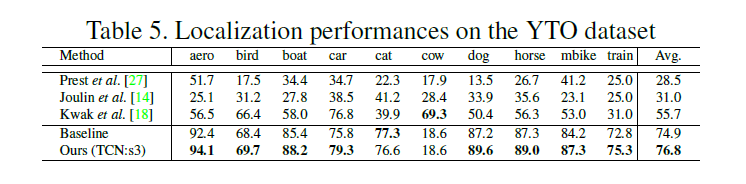 Table 5. Localization performances on the YTO dataset
Method aero bird boat car cat cow dog horse mbike train Avg.
Prest et al. [27] 51.7 17.5 34.4 34.7 22.3 17.9 13.5 26.7 41.2 25.0 28.5
Joulin et al. [14] 25.1 31.2 27.8 38.5 41.2 28.4 33.9 35.6 23.1 25.0 31.0
Kwak et al. [18] 56.5 66.4 58.0 76.8 39.9 69.3 50.4 56.3 53.0 31.0 55.7
Baseline 92.4 68.4 85.4 75.8 77.3 18.6 87.2 87.3 84.2 72.8 74.9
Ours (TCN:s3) 94.1 69.7 88.2 79.3 76.6 18.6 89.6 89.0 87.3 75.3 76.8